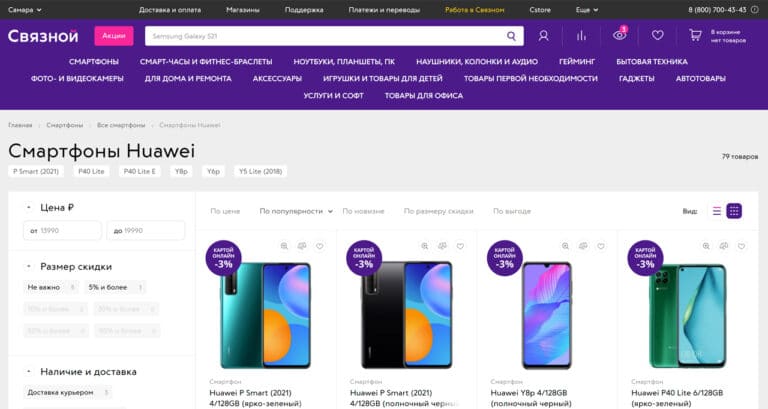 Самара
Доставка и оплата
Магазины
Поддержка
Платежи и переводы
Работа в Связном
Cstore
Еще
8 (800) 700-43-43
Связной
Акции
Samsung Galaxy S21
3
В корзине
нет товаров
СМАРТФОНЫ
СМАРТ-ЧАСЫ И ФИТНЕС-БРАСЛЕТЫ
НОУТБУКИ, ПЛАНШЕТЫ, ПК
НАУШНИКИ, КОЛОНКИ И АУДИО
ГЕЙМИНГ
БЫТОВАЯ ТЕХНИКА
ФОТО- И ВИДЕОКАМЕРЫ
ДЛЯ ДОМА И РЕМОНТА
АКСЕССУАРЫ
ИГРУШКИ И ТОВАРЫ ДЛЯ ДЕТЕЙ
ТОВАРЫ ПЕРВОЙ НЕОБХОДИМОСТИ
ГАДЖЕТЫ
АВТОТОВАРЫ
УСЛУГИ И СОФТ
ТОВАРЫ ДЛЯ ОФИСА
Главная
Смартфоны
Все смартфоны
Смартфоны Huawei
Смартфоны Huawei
79 товаров
P Smart (2021)
P40 Lite
P40 Lite E
Y8p
Y6p
Y5 Lite (2018)
Цена ₽
от 13990
до 19990
Размер скидки
Не важно 5
5% и более 1
10% и более 0
20% и более 0
30% и более 0
50% и более 0
Наличие и доставка
Доставка курьером 5
По цене
По популярности
По новизне
По размеру скидки
По выгоде
Вид:
КАРТОЙ
ОНЛАЙН
-3%
Смартфон
Huawei P Smart (2021)
4/128GB (ярко-зеленый)
КАРТОЙ
ОНЛАЙН
-3%
Смартфон
Huawei P Smart (2021)
4/128GB (полночный черный)
КАРТОЙ
ОНЛАЙН
-3%
Смартфон
Huawei Y8p 4/128GB
(полночный черный)
КАРТОЙ
ОНЛАЙН
-3%
Смартфон
Huawei P40 Lite 6/128GB
(ярко-зеленый)